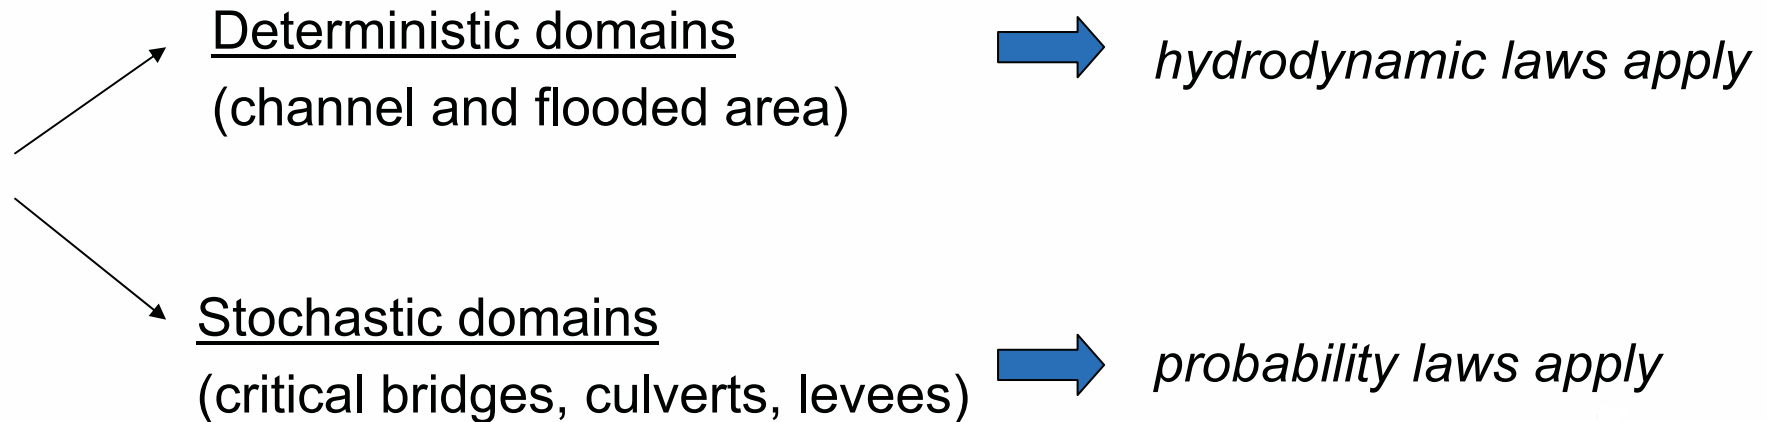 Deterministic domains
(channel and flooded area)
hydrodynamic laws apply
Stochastic domains
(critical bridges, culverts, levees)
probability laws apply